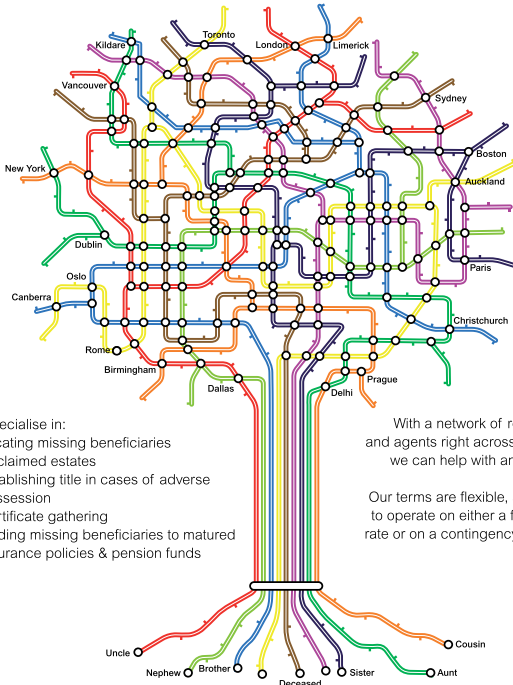 Toronto
Kildare
London
Limerick
Vancouver
Sydney
Boston
New York
Auckland
Dublin
Paris
Oslo
Canberra
Christchurch
Rome
Birmingham
Dallas
Delhi
Prague
ecialise in:
cating missing beneficiaries
claimed estates
tablishing title in cases of adverse
ssession
rtificate gathering
ding missing beneficiaries to matured
urance policies & pension funds
With a network of r
and agents right across
we can help with an
Our terms are flexible,
to operate on either a f
rate or on a contingency
Uncle
Nephew
Brother
Deceased
Sister
Aunt
Cousin